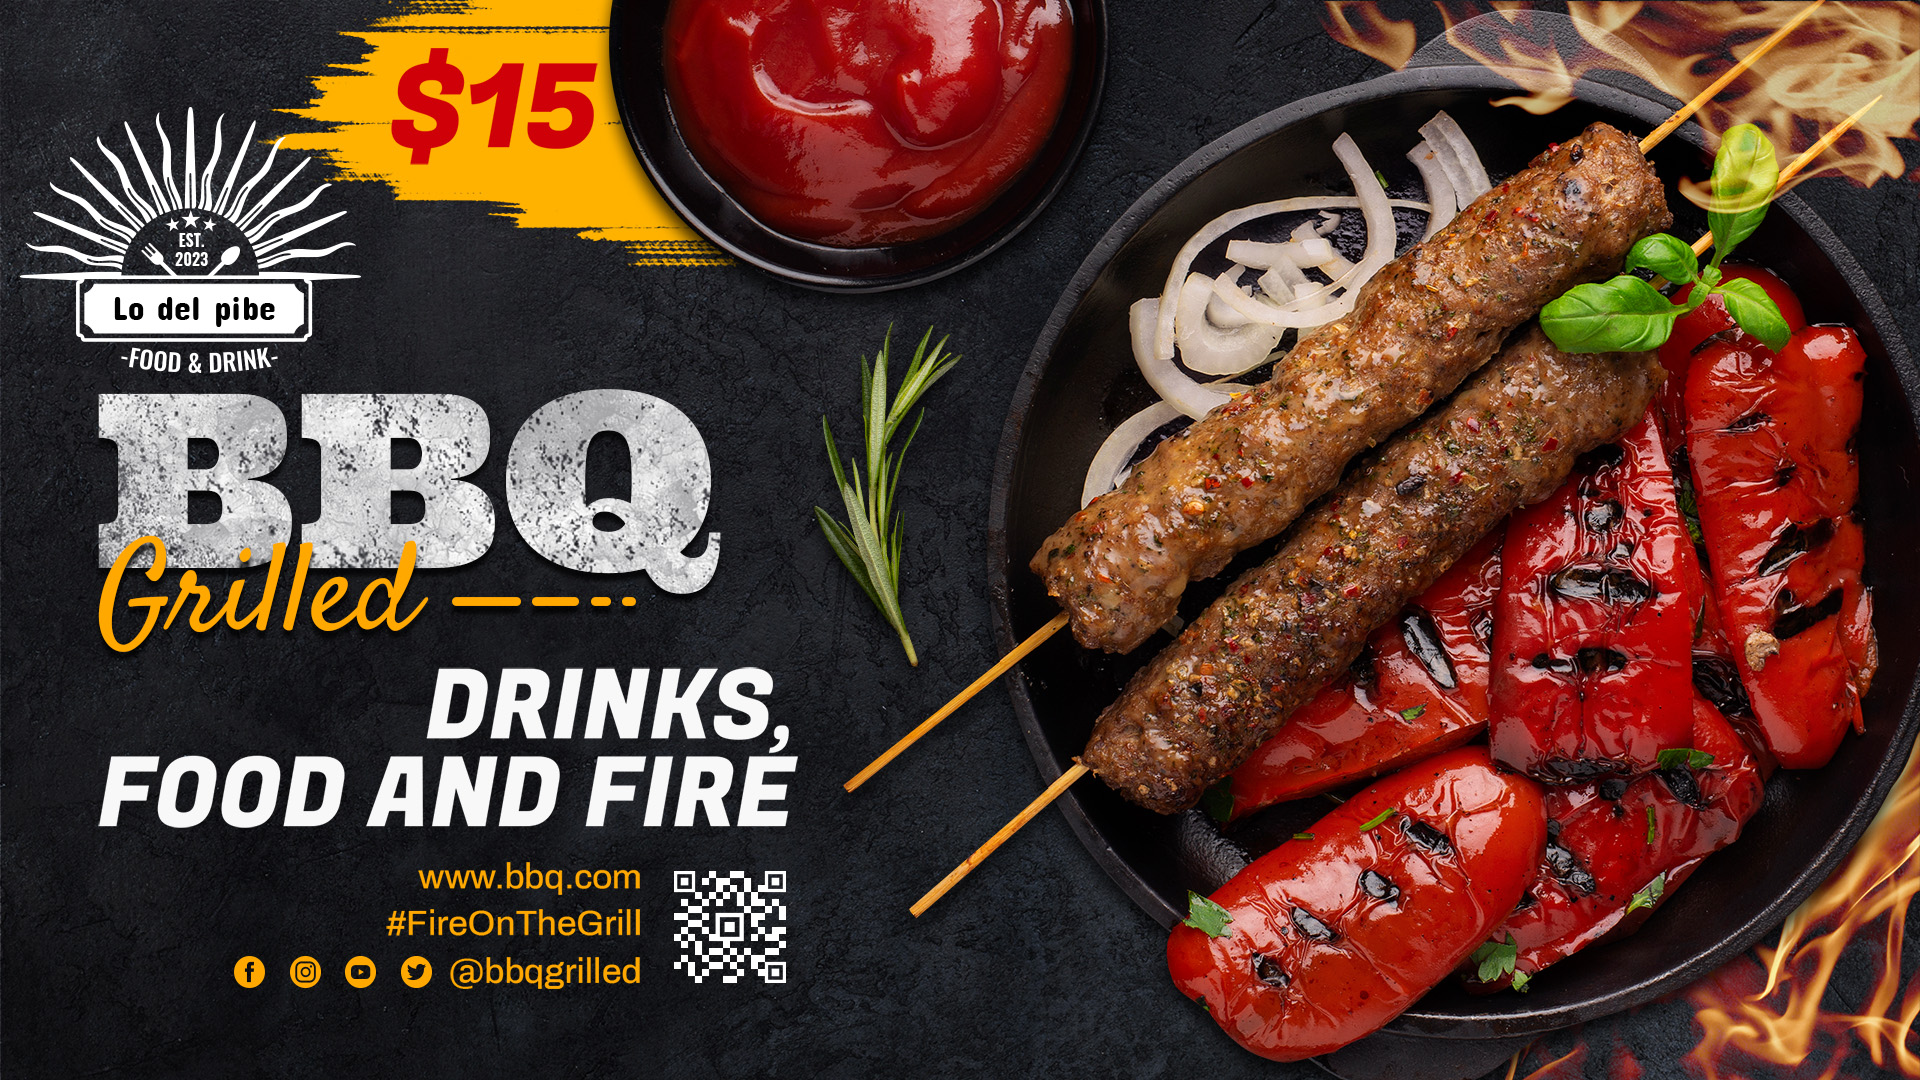 $15
EST.
2023
Lo del pibe
-FOOD & DRINK-
BBQ
Grilled
DRINKS,
FOOD AND FIRE
www.bbq.com
#FireOnTheGrill
@bbqgrilled